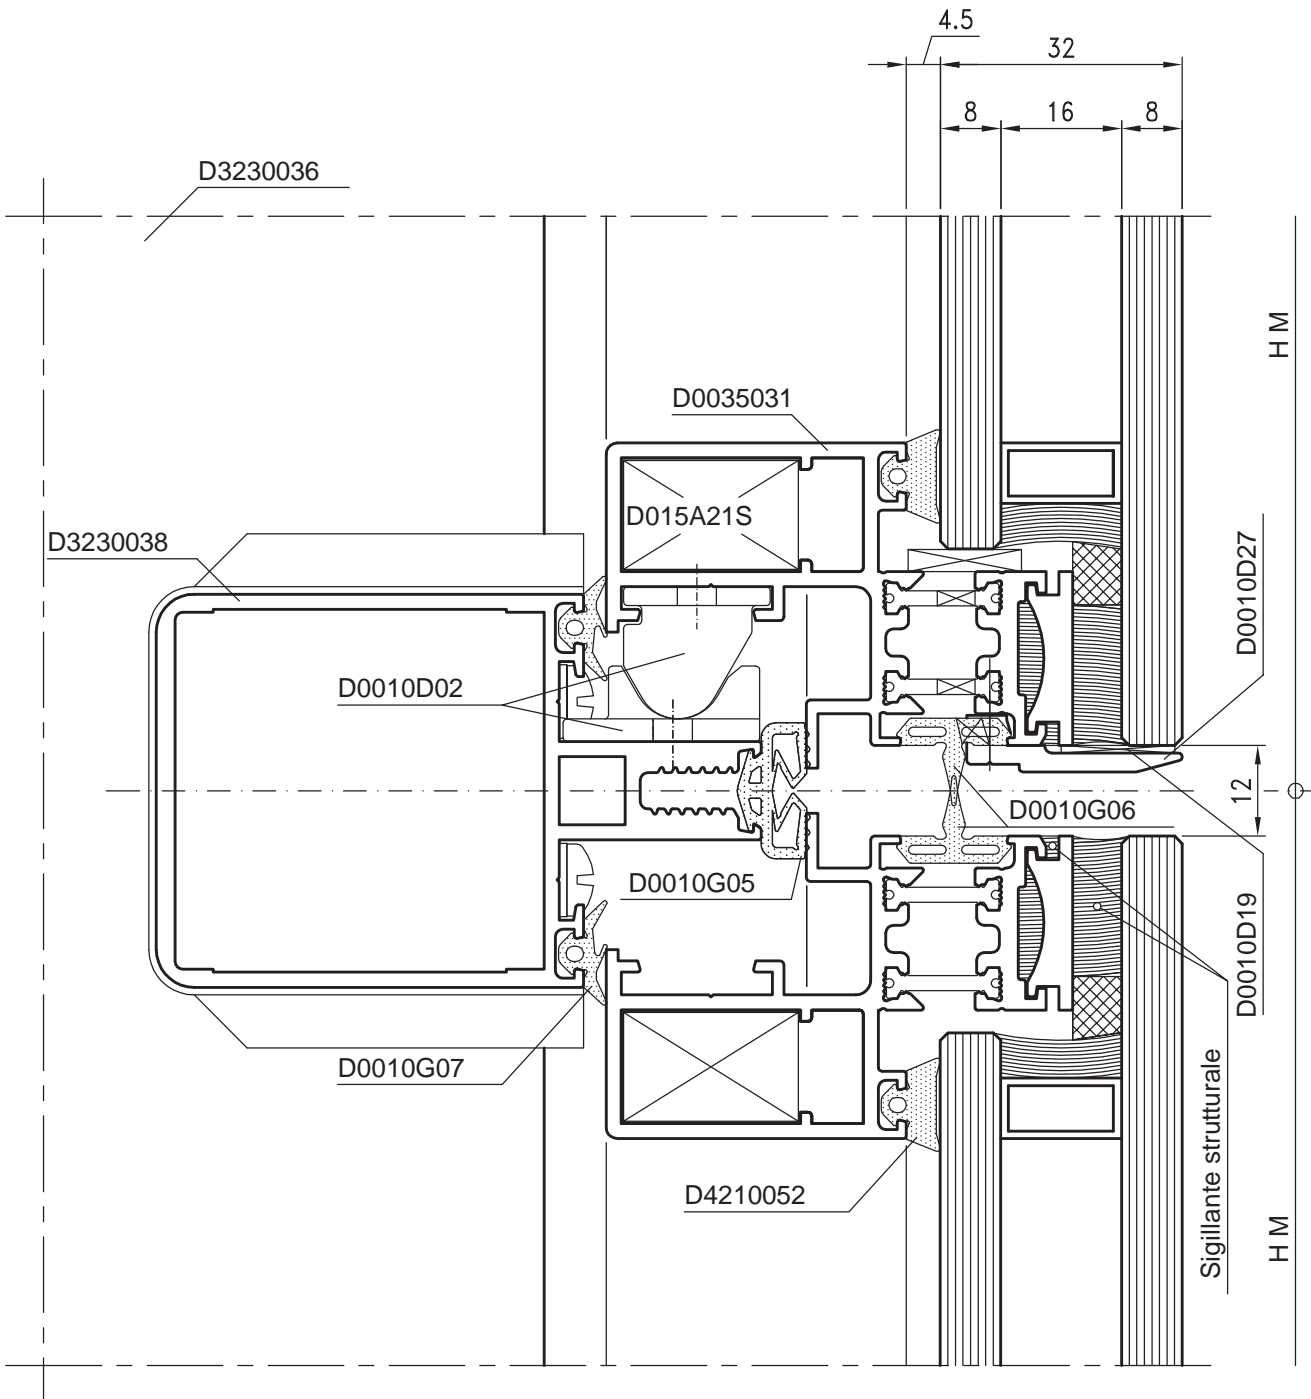 4.5
32
8
16
8
D3230036
H M
D0035031
D015A21S
D3230038
D0010D27
D0010D02
12
D0010G06
D0010G05
D0010D19
D0010G07
Sigillante strutturale
D4210052
H M